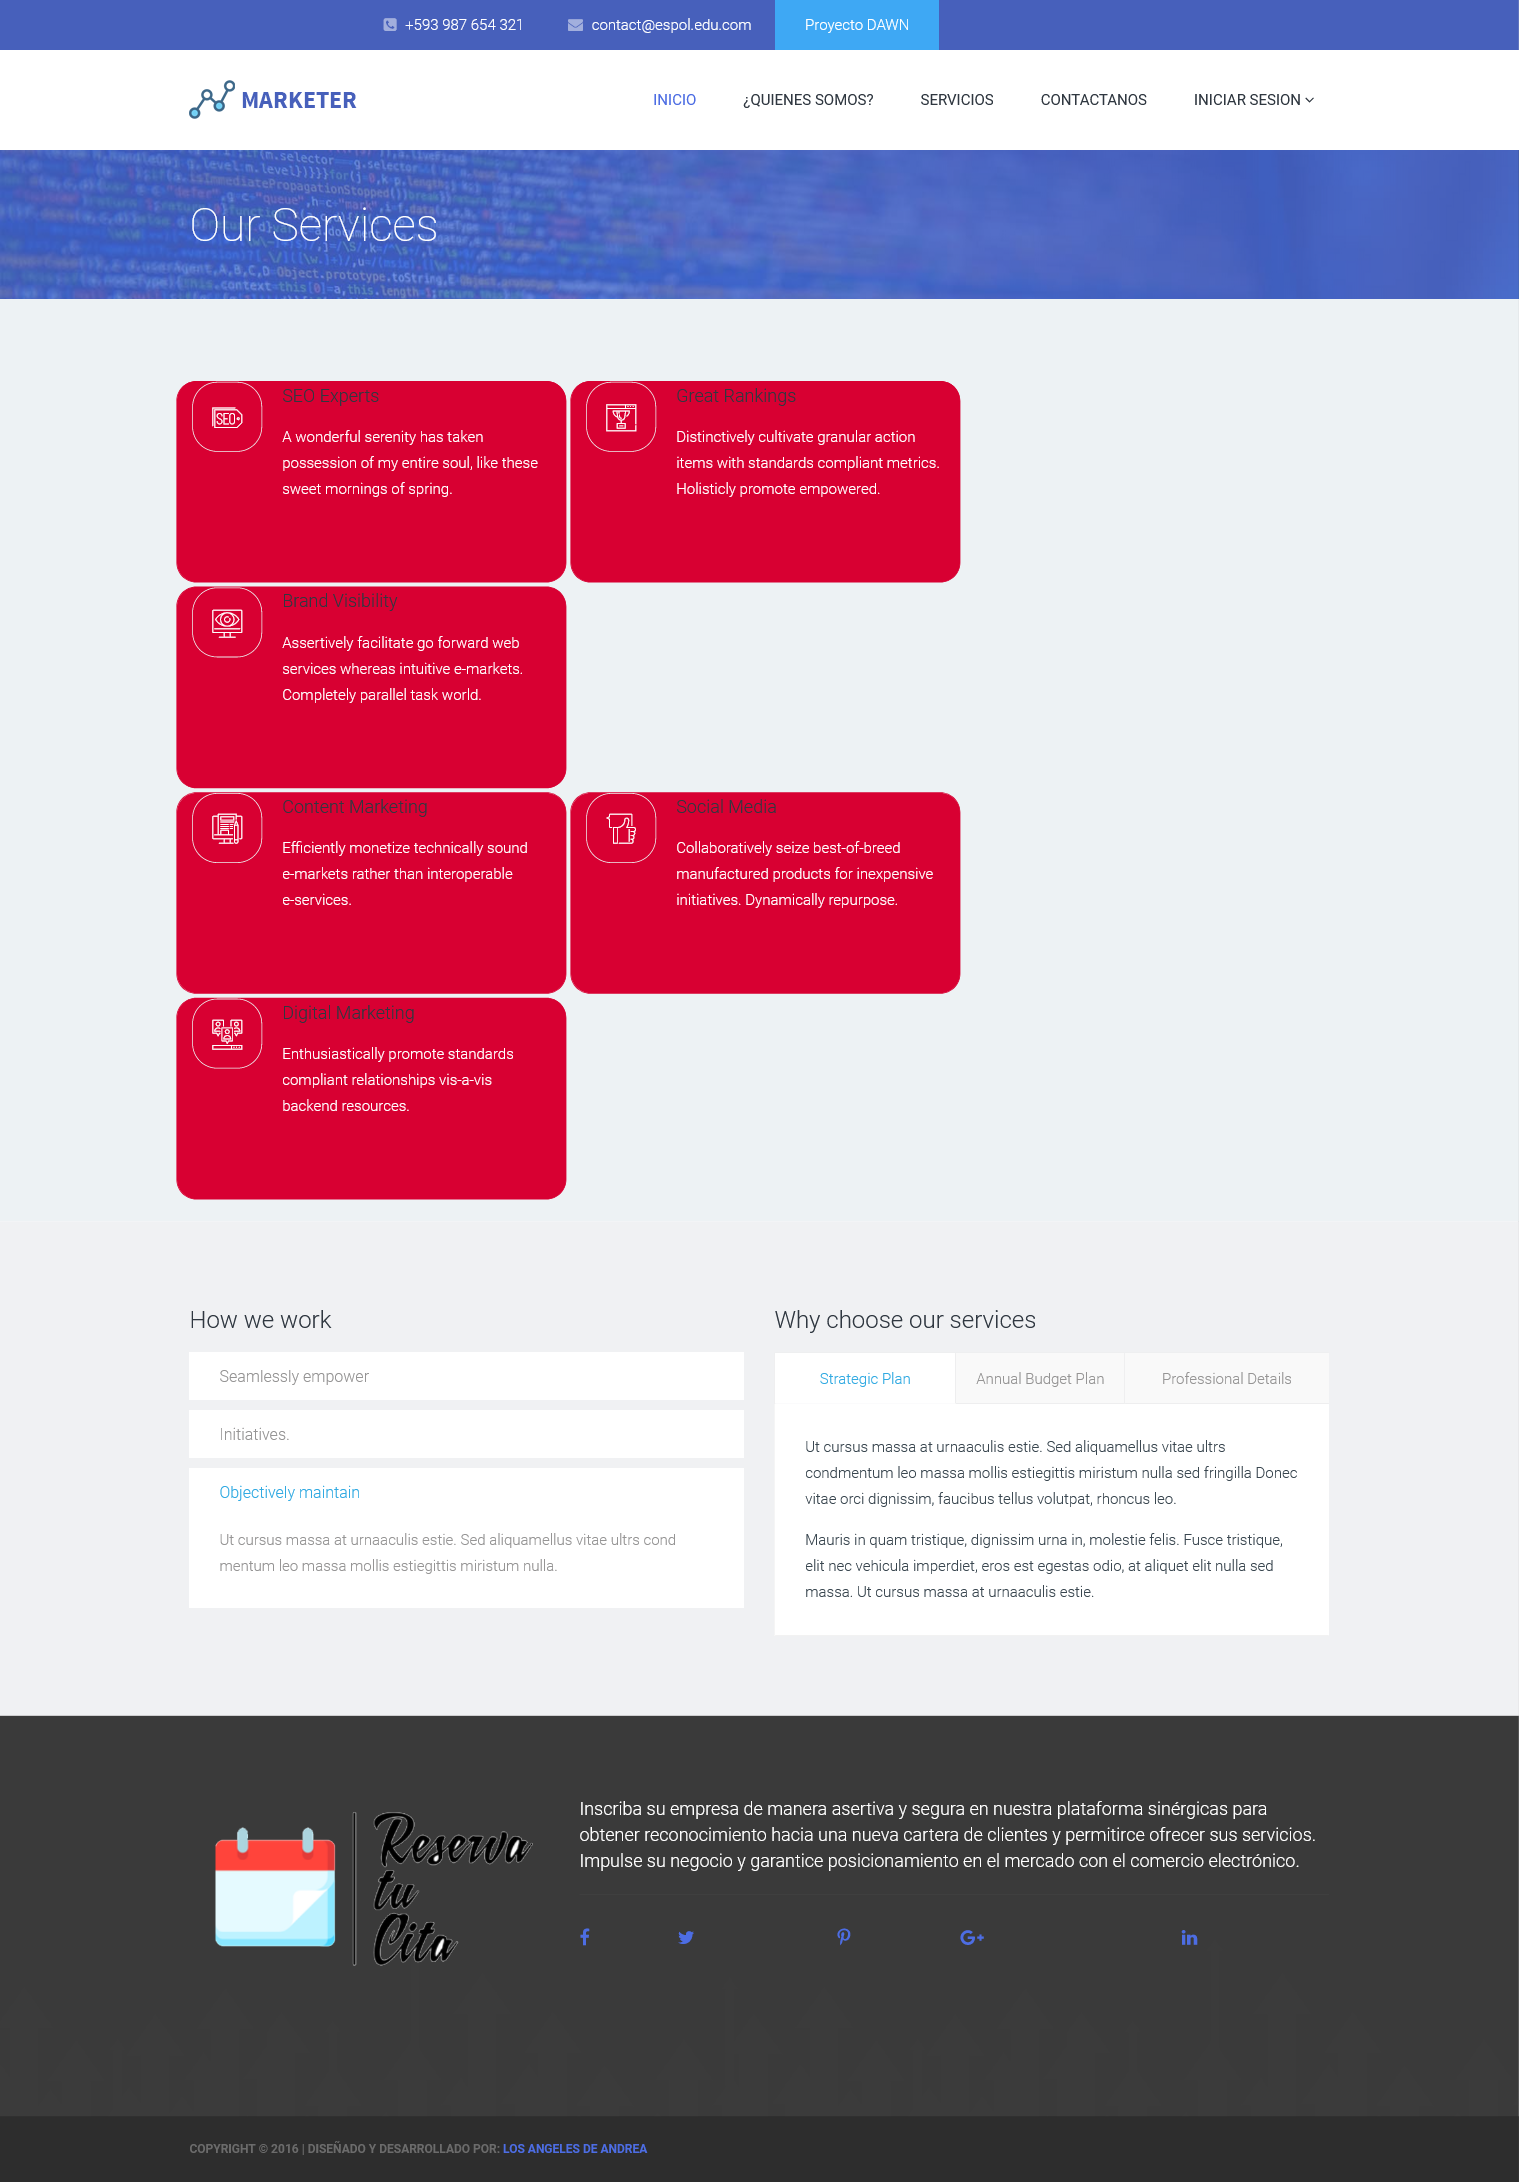 +593 987 654 321
contact@espol.edu.com
Proyecto DAWN
MARKETER
INICIO
¿QUIENES SOMOS?
SERVICIOS
CONTACTANOS
INICIAR SESION
Our Services
SEO
SEO Experts
A wonderful serenity has taken
possession of my entire soul, like these
sweet mornings of spring.
Great Rankings
Distinctively cultivate granular action
items with standards compliant metrics.
Holisticly promote empowered.
Brand Visibility
Assertively facilitate go forward web
services whereas intuitive e-markets.
Completely parallel task world.
Content Marketing
Efficiently monetize technically sound
e-markets rather than interoperable
e-services.
Social Media
Collaboratively seize best-of-breed
manufactured products for inexpensive
initiatives. Dynamically repurpose.
Digital Marketing
Enthusiastically promote standards
compliant relationships vis-a-vis
backend resources.
How we work
Seamlessly empower
Initiatives.
Objectively maintain
Ut cursus massa at urnaaculis estie. Sed aliquamellus vitae ultrs cond
mentum leo massa mollis estiegittis miristum nulla.
Why choose our services
Strategic Plan
Annual Budget Plan
Professional Details
Ut cursus massa at urnaaculis estie. Sed aliquamellus vitae ultrs
condmentum leo massa mollis estiegittis miristum nulla sed fringilla Donec
vitae orci dignissim, faucibus tellus volutpat, rhoncus leo.
Mauris in quam tristique, dignissim urna in, molestie felis. Fusce tristique,
elit nec vehicula imperdiet, eros est egestas odio, at aliquet elit nulla sed
massa. Ut cursus massa at urnaaculis estie.
Reserva
tu
Cita
Inscriba su empresa de manera asertiva y segura en nuestra plataforma sinérgicas para
obtener reconocimiento hacia una nueva cartera de clientes y permitirce ofrecer sus servicios.
Impulse su negocio y garantice posicionamiento en el mercado con el comercio electrónico.
COPYRIGHT © 2016 | DISEÑADO Y DESARROLLADO POR: LOS ANGELES DE ANDREA